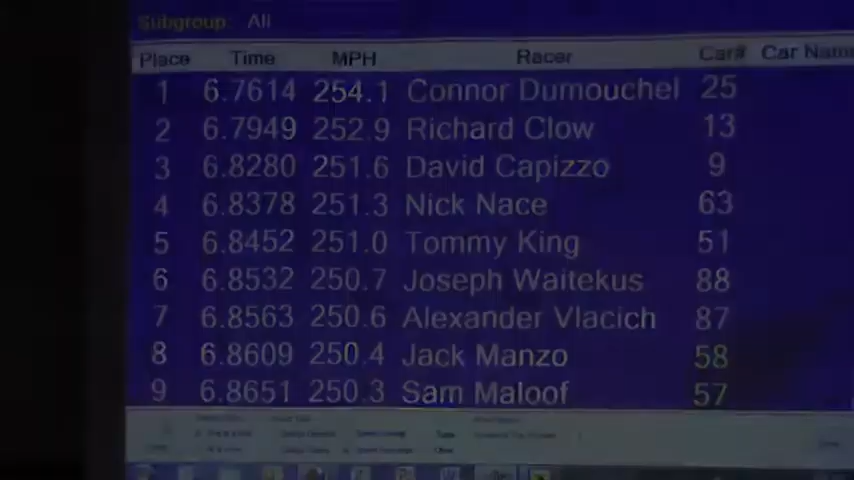 Subgroup: All
Place Time MPH Racer Car# Car Name
1 6.7614 254.1 Connor Dumouchel 25
2 6.7949 252.9 Richard Clow 13
3 6.8280 251.6 David Capizzo 9
4 6.8378 251.3 Nick Nace 63
5 6.8452 251.0 Tommy King 51
6 6.8532 250.7 Joseph Waitekus 88
7 6.8563 250.6 Alexander Vlacich 87
8 6.8609 250.4 Jack Manzo 58
9 6.8651 250.3 Sam Maloof 57